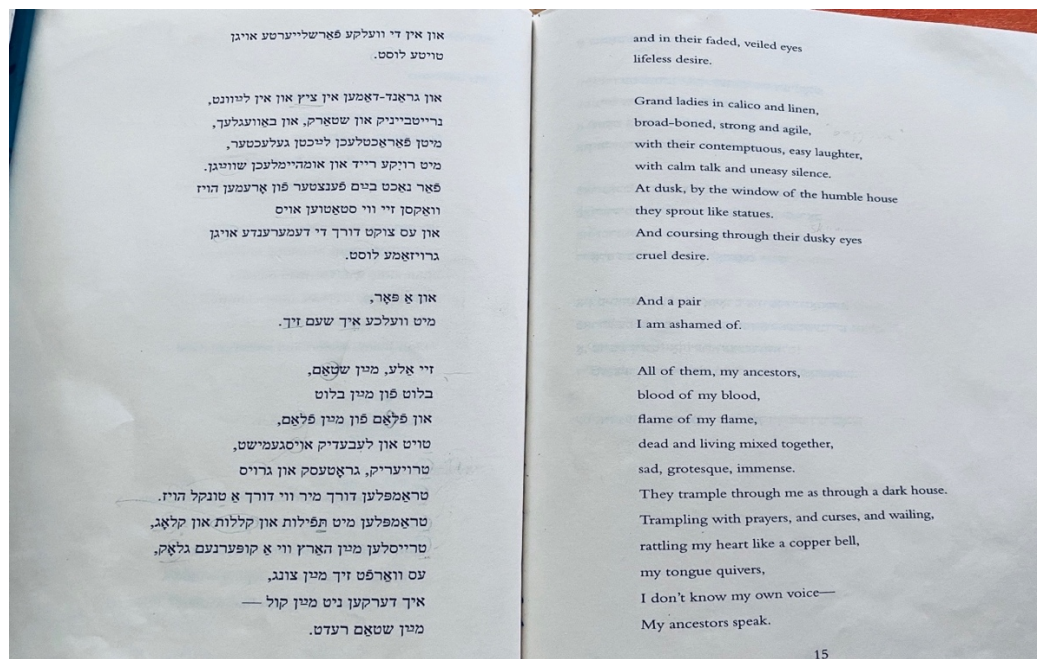 און אין די וועלקע פֿאַרשלייערטע אויגן
טויטע לוסט.
און גראַנד-דאַמען אין ציץ און אין לײַוונט,
ברייטבייניק און שטאַרק, און באַוועגלעך,
מיטן פֿאַראַכטלעכן לײַכטן געלעכטער,
מיט רויִקע רייד און אומהיימלעכן שווײַגן.
פֿאַר נאַכט בײַם פֿענצטער פֿון אָרעמען הויז
וואַקסן זיי ווי סטאַטוען אויס
און עס צוקט דורך די דעמערענדע אויגן
גרויזאַמע לוסט.
און אַ פּאָר,
מיט וועלכע איך שעם זיך.
זיי אַלע, מײַן שטאַם,
בלוט פֿון מײַן בלוט
און פֿלאַם פֿון מײַן פֿלאַם,
טויט און לעבעדיק אויסגעמישט,
טרויעריק, גראָטעסק און גרויס
טראַמפּלען דורך מיר ווי דורך אַ טונקל הויז.
טראַמפּלען מיט תּפֿילות און קללות און קלאָג,
טרייסלען מײַן האַרץ ווי אַ קופּערנעם גלאָק,
עס וואַרפֿט זיך מײַן צונג,
איך דערקען ניט מײַן קול —
מײַן שטאַם רעדט.
and in their faded, veiled eyes
lifeless desire.
Grand ladies in calico and linen,
broad-boned, strong and agile,
with their contemptuous, easy laughter,
with calm talk and uneasy silence.
At dusk, by the window of the humble house
they sprout like statues.
And coursing through their dusky eyes
cruel desire.
And a pair
I am ashamed of.
All of them, my ancestors,
blood of my blood,
flame of my flame,
dead and living mixed together,
sad, grotesque, immense.
They trample through me as through a dark house.
Trampling with prayers, and curses, and wailing,
rattling my heart like a copper bell,
my tongue quivers,
I don't know my own voice—
My ancestors speak.
15